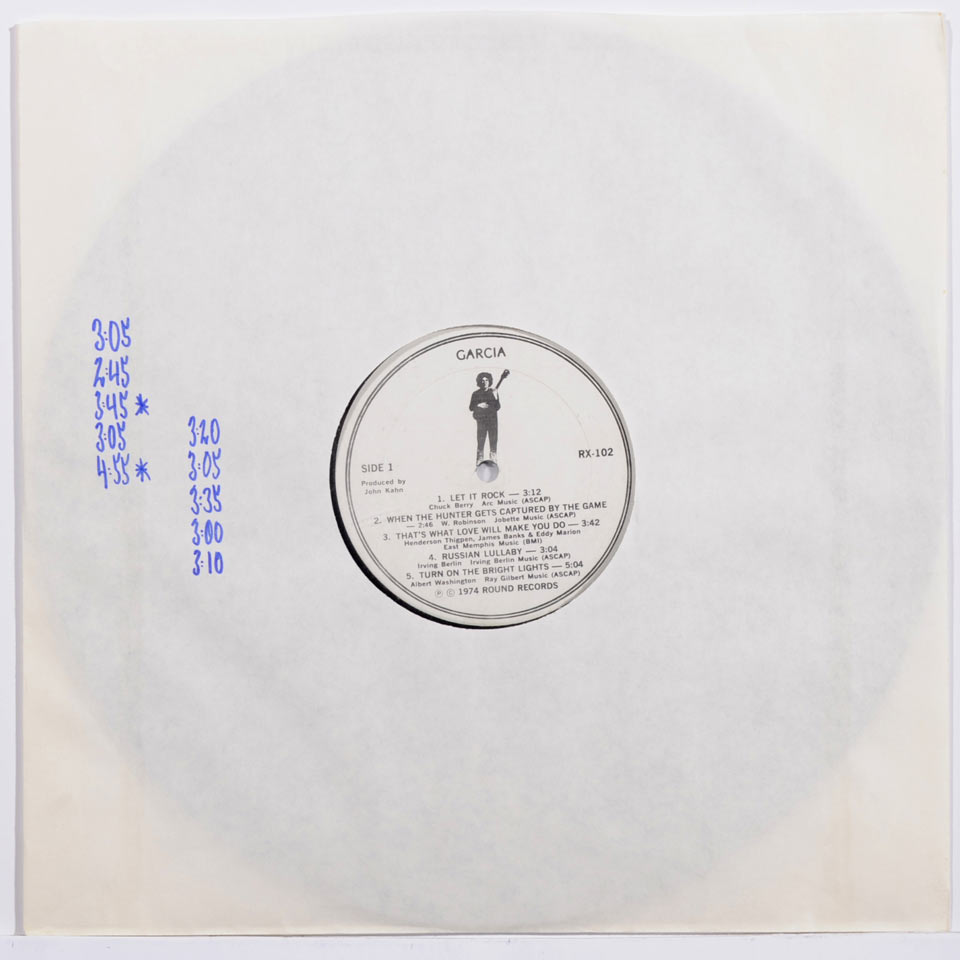 3:05
2:45
3:45 *
3:05
4:55 *
3:20
3:05
3:35
3:00
3:10
GARCIA
SIDE 1
RX-102
Produced by
John Kahn
1. LET IT ROCK — 3:12
Chuck Berry Arc Music (ASCAP)
2. WHEN THE HUNTER GETS CAPTURED BY THE GAME
— 2:46 W. Robinson Jobette Music (ASCAP)
3. THAT'S WHAT LOVE WILL MAKE YOU DO — 3:42
Henderson Thigpen, James Banks & Eddy Marion
East Memphis Music (BMI)
4. RUSSIAN LULLABY — 3:04
Irving Berlin Irving Berlin Music (ASCAP)
5. TURN ON THE BRIGHT LIGHTS — 5:04
Albert Washington Ray Gilbert Music (ASCAP)
Ⓟ © 1974 ROUND RECORDS